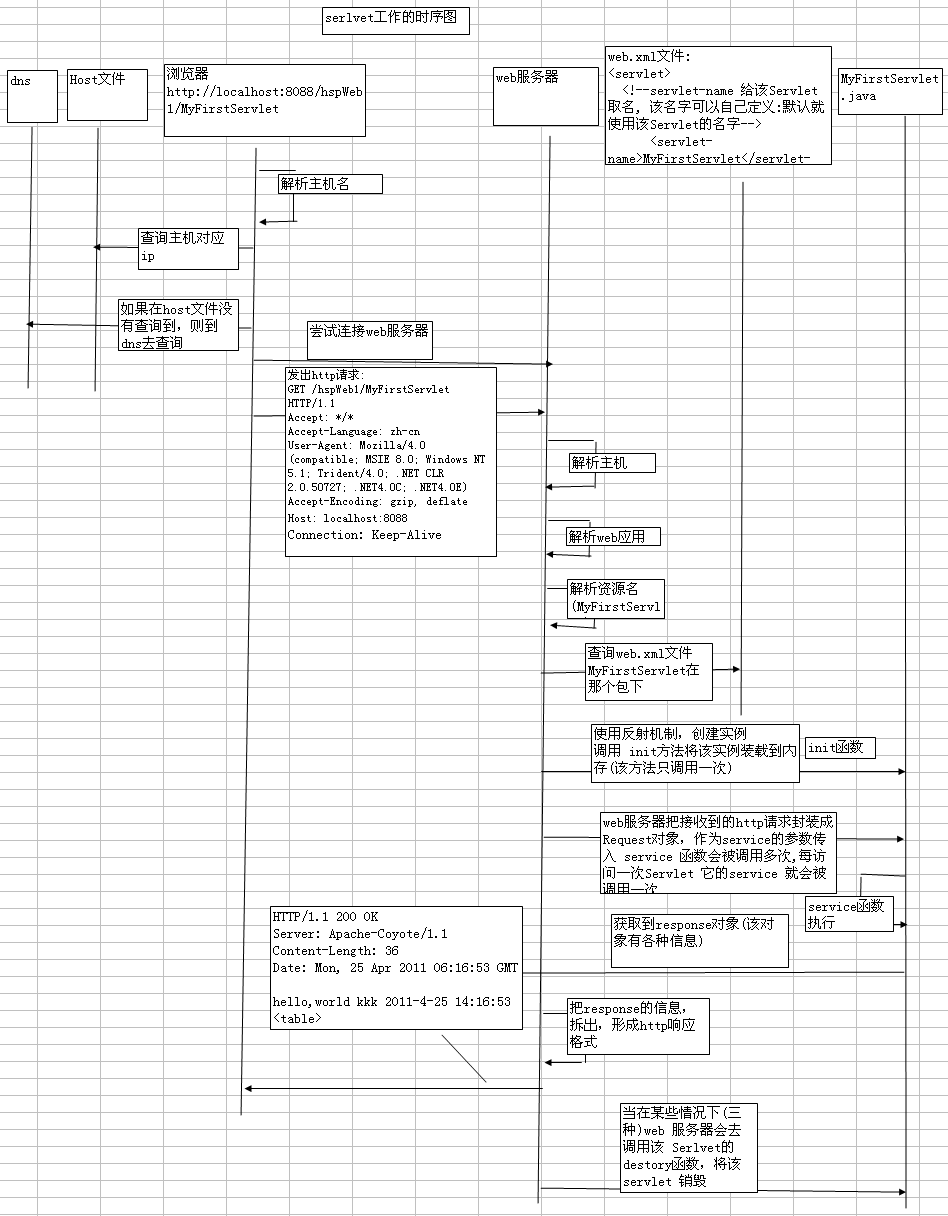 serlvet工作的时序图
dns
Host文件
浏览器
http://localhost:8088/hspWeb
1/MyFirstServlet
web服务器
web.xml文件:
<servlet>
<!--servlet-name 给该Servlet
取名, 该名字可以自己定义:默认就
使用该Servlet的名字-->
<servlet-
name>MyFirstServlet</servlet-
MyFirstServlet
.java
解析主机名
查询主机对应
ip
如果在host文件没
有查询到，则到
dns去查询
尝试连接web服务器
发出http请求:
GET /hspWeb1/MyFirstServlet
HTTP/1.1
Accept: */*
Accept-Language: zh-cn
User-Agent: Mozilla/4.0
(compatible; MSIE 8.0; Windows NT
5.1; Trident/4.0; .NET CLR
2.0.50727; .NET4.0C; .NET4.0E)
Accept-Encoding: gzip, deflate
Host: localhost:8088
Connection: Keep-Alive
解析主机
解析web应用
解析资源名
(MyFirstServl
查询web.xml文件
MyFirstServlet在
那个包下
使用反射机制，创建实例
调用 init方法将该实例装载到内
存(该方法只调用一次)
init函数
web服务器把接收到的http请求封装成
Request对象，作为service的参数传
入 service 函数会被调用多次,每访
问一次Servlet 它的service 就会被
调用一次
service函数
执行
获取到response对象(该对
象有各种信息)
HTTP/1.1 200 OK
Server: Apache-Coyote/1.1
Content-Length: 36
Date: Mon, 25 Apr 2011 06:16:53 GMT
hello,world kkk 2011-4-25 14:16:53
<table>
把response的信息，
拆出，形成http响应
格式
当在某些情况下(三
种)web 服务器会去
调用该 Serlvet的
destory函数，将该
servlet 销毁